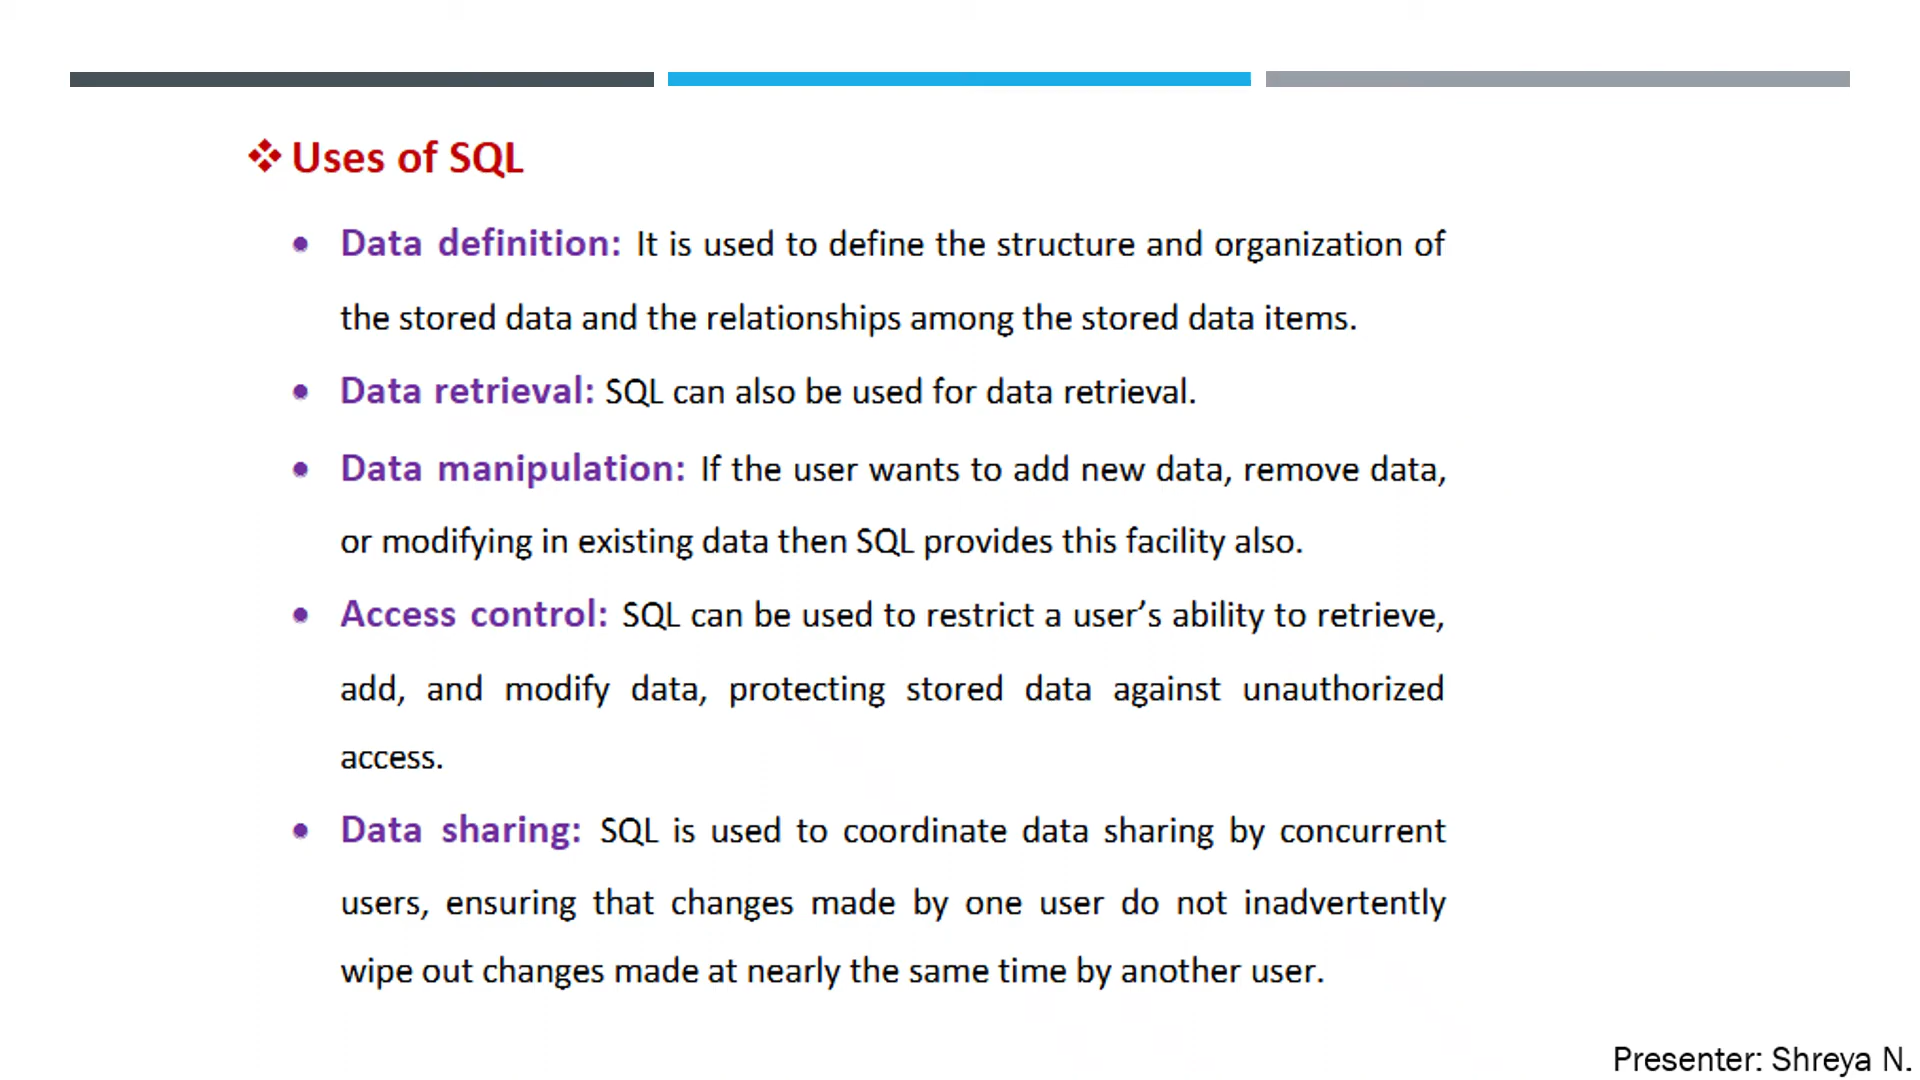 ❖ Uses of SQL
• Data definition: It is used to define the structure and organization of
the stored data and the relationships among the stored data items.
• Data retrieval: SQL can also be used for data retrieval.
• Data manipulation: If the user wants to add new data, remove data,
or modifying in existing data then SQL provides this facility also.
• Access control: SQL can be used to restrict a user’s ability to retrieve,
add, and modify data, protecting stored data against unauthorized
access.
• Data sharing: SQL is used to coordinate data sharing by concurrent
users, ensuring that changes made by one user do not inadvertently
wipe out changes made at nearly the same time by another user.
Presenter: Shreya N.